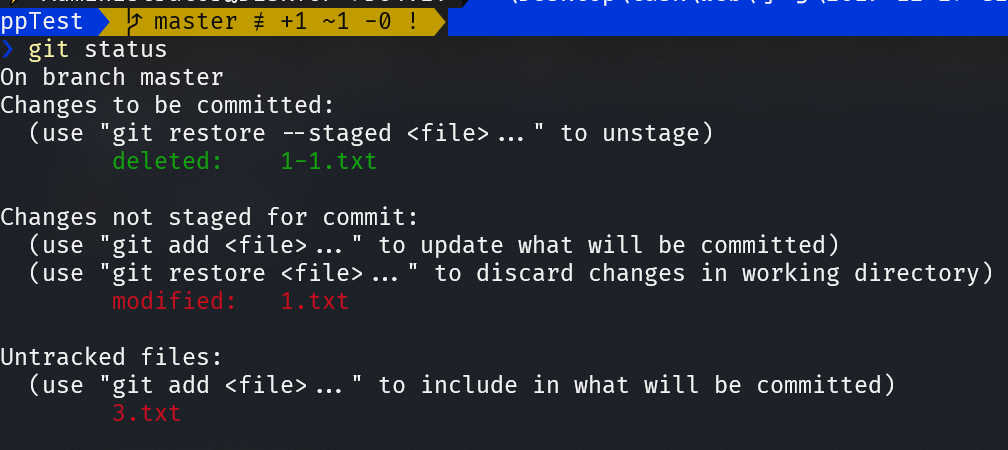 ppTest master ≢ +1 ~1 -0 !
❯ git status
On branch master
Changes to be committed:
  (use "git restore --staged <file>..." to unstage)
        deleted:    1-1.txt

Changes not staged for commit:
  (use "git add <file>..." to update what will be committed)
  (use "git restore <file>..." to discard changes in working directory)
        modified:   1.txt

Untracked files:
  (use "git add <file>..." to include in what will be committed)
        3.txt